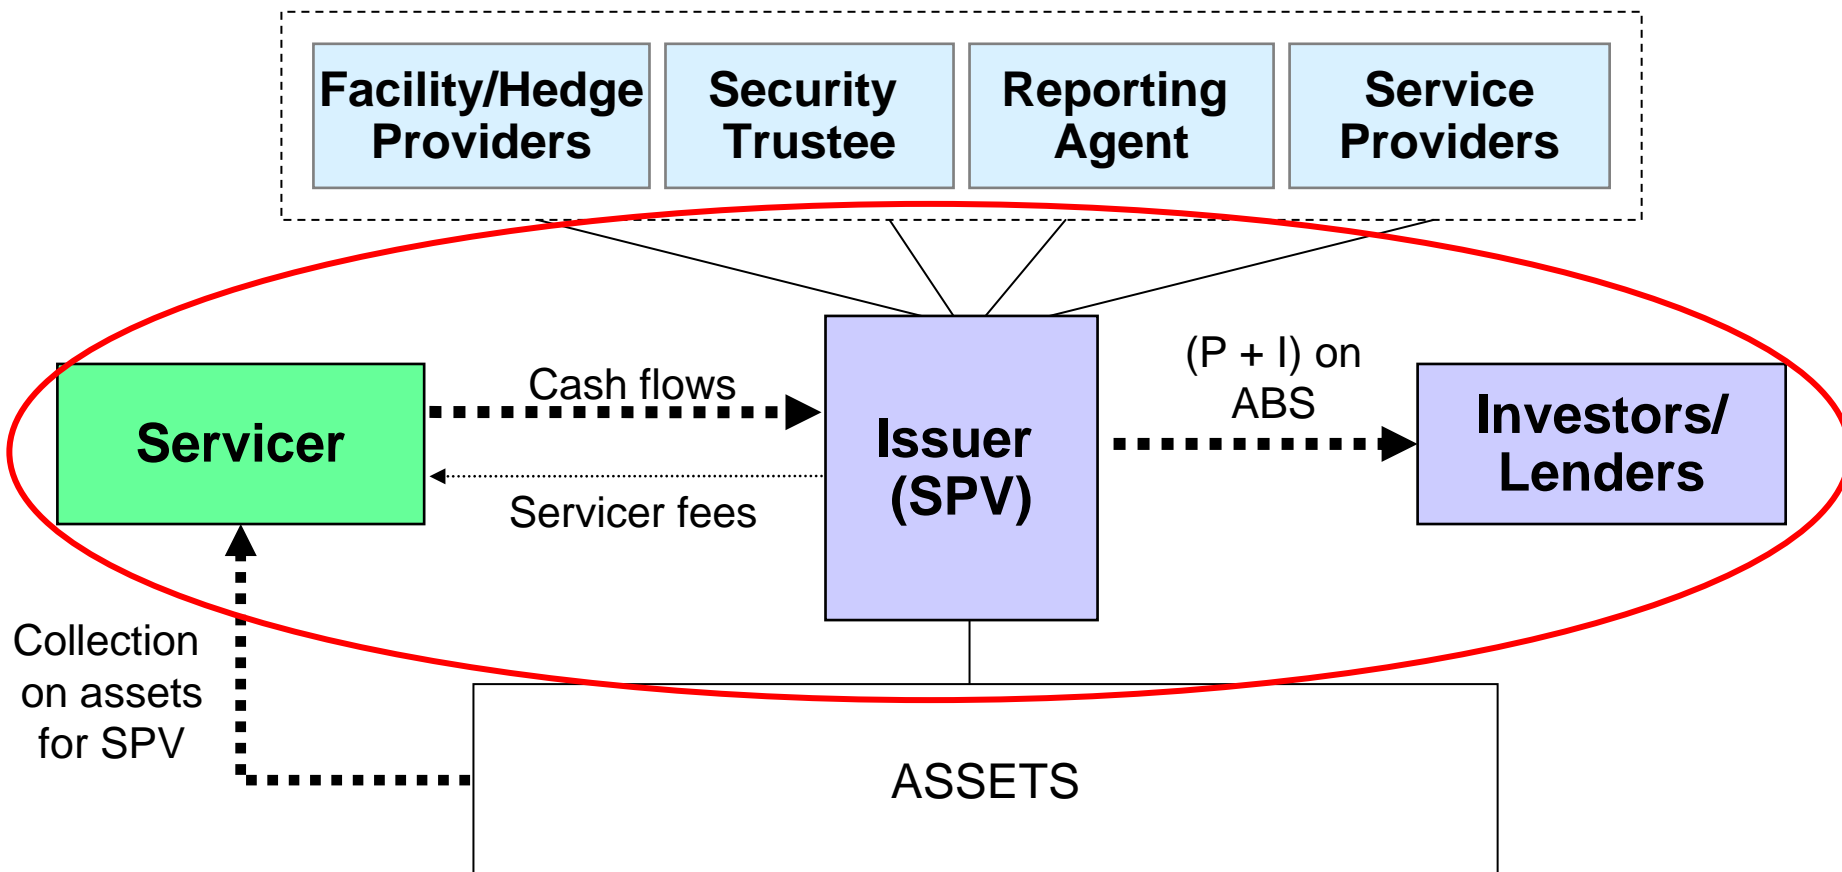 Facility/Hedge
Providers
Security
Trustee
Reporting
Agent
Service
Providers
Servicer
Cash flows
Servicer fees
Issuer
(SPV)
(P + I) on
ABS
Investors/
Lenders
Collection
on assets
for SPV
ASSETS